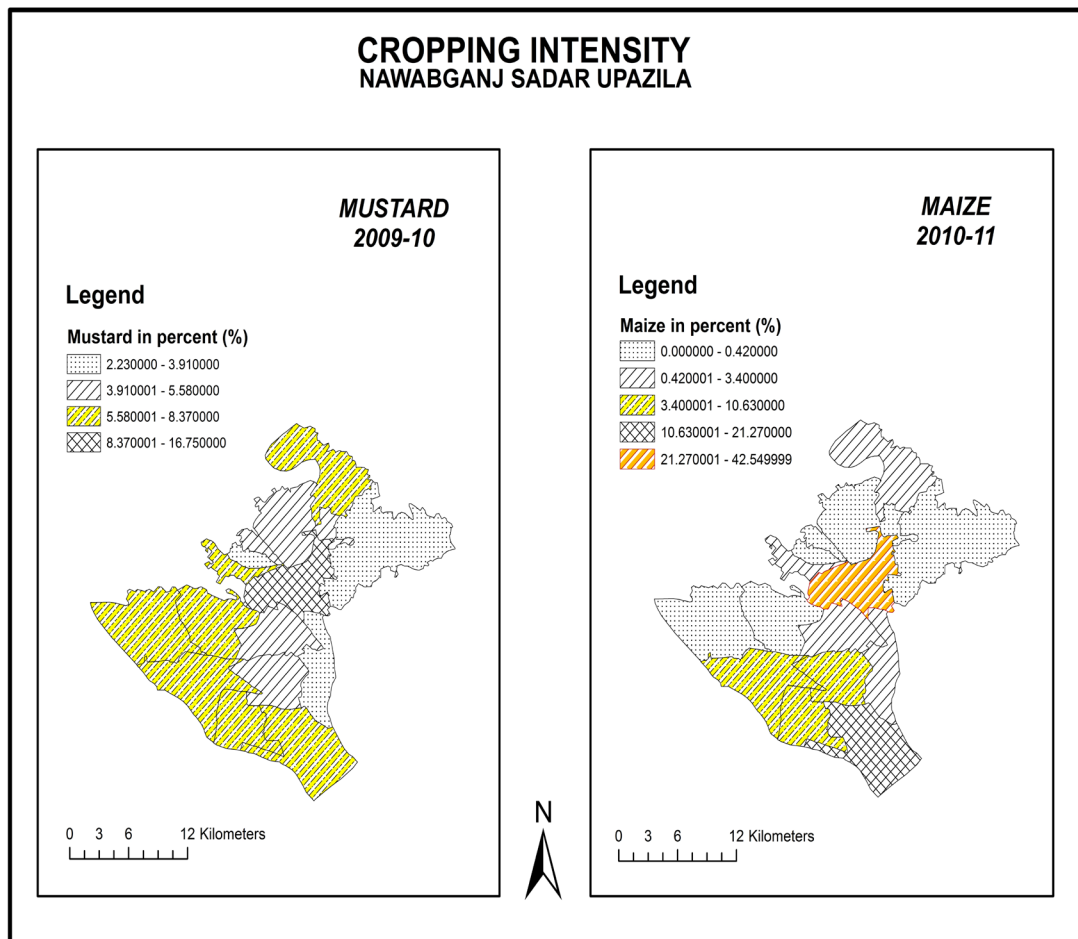 CROPPING INTENSITY
NAWABGANJ SADAR UPAZILA
MUSTARD
2009-10
Legend
Mustard in percent (%)
2.230000 - 3.910000
3.910001 - 5.580000
5.580001 - 8.370000
8.370001 - 16.750000
0 3 6 12 Kilometers
N
MAIZE
2010-11
Legend
Maize in percent (%)
0.000000 - 0.420000
0.420001 - 3.400000
3.400001 - 10.630000
10.630001 - 21.270000
21.270001 - 42.549999
0 3 6 12 Kilometers